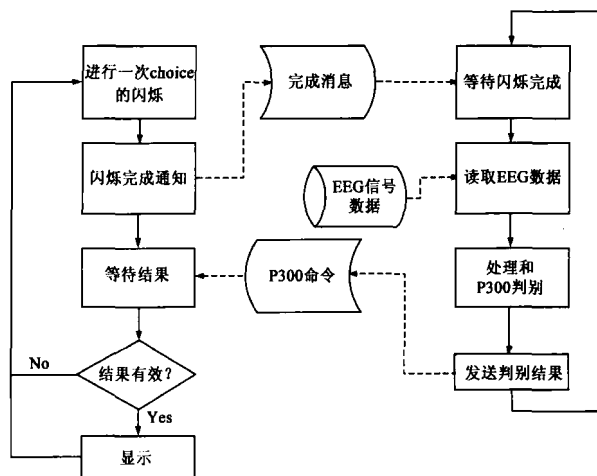 进行一次choice
的闪烁
闪烁完成通知
等待结果
结果有效？
No
Yes
显示
完成消息
EEG信号
数据
P300命令
等待闪烁完成
读取EEG数据
处理和
P300判别
发送判别结果